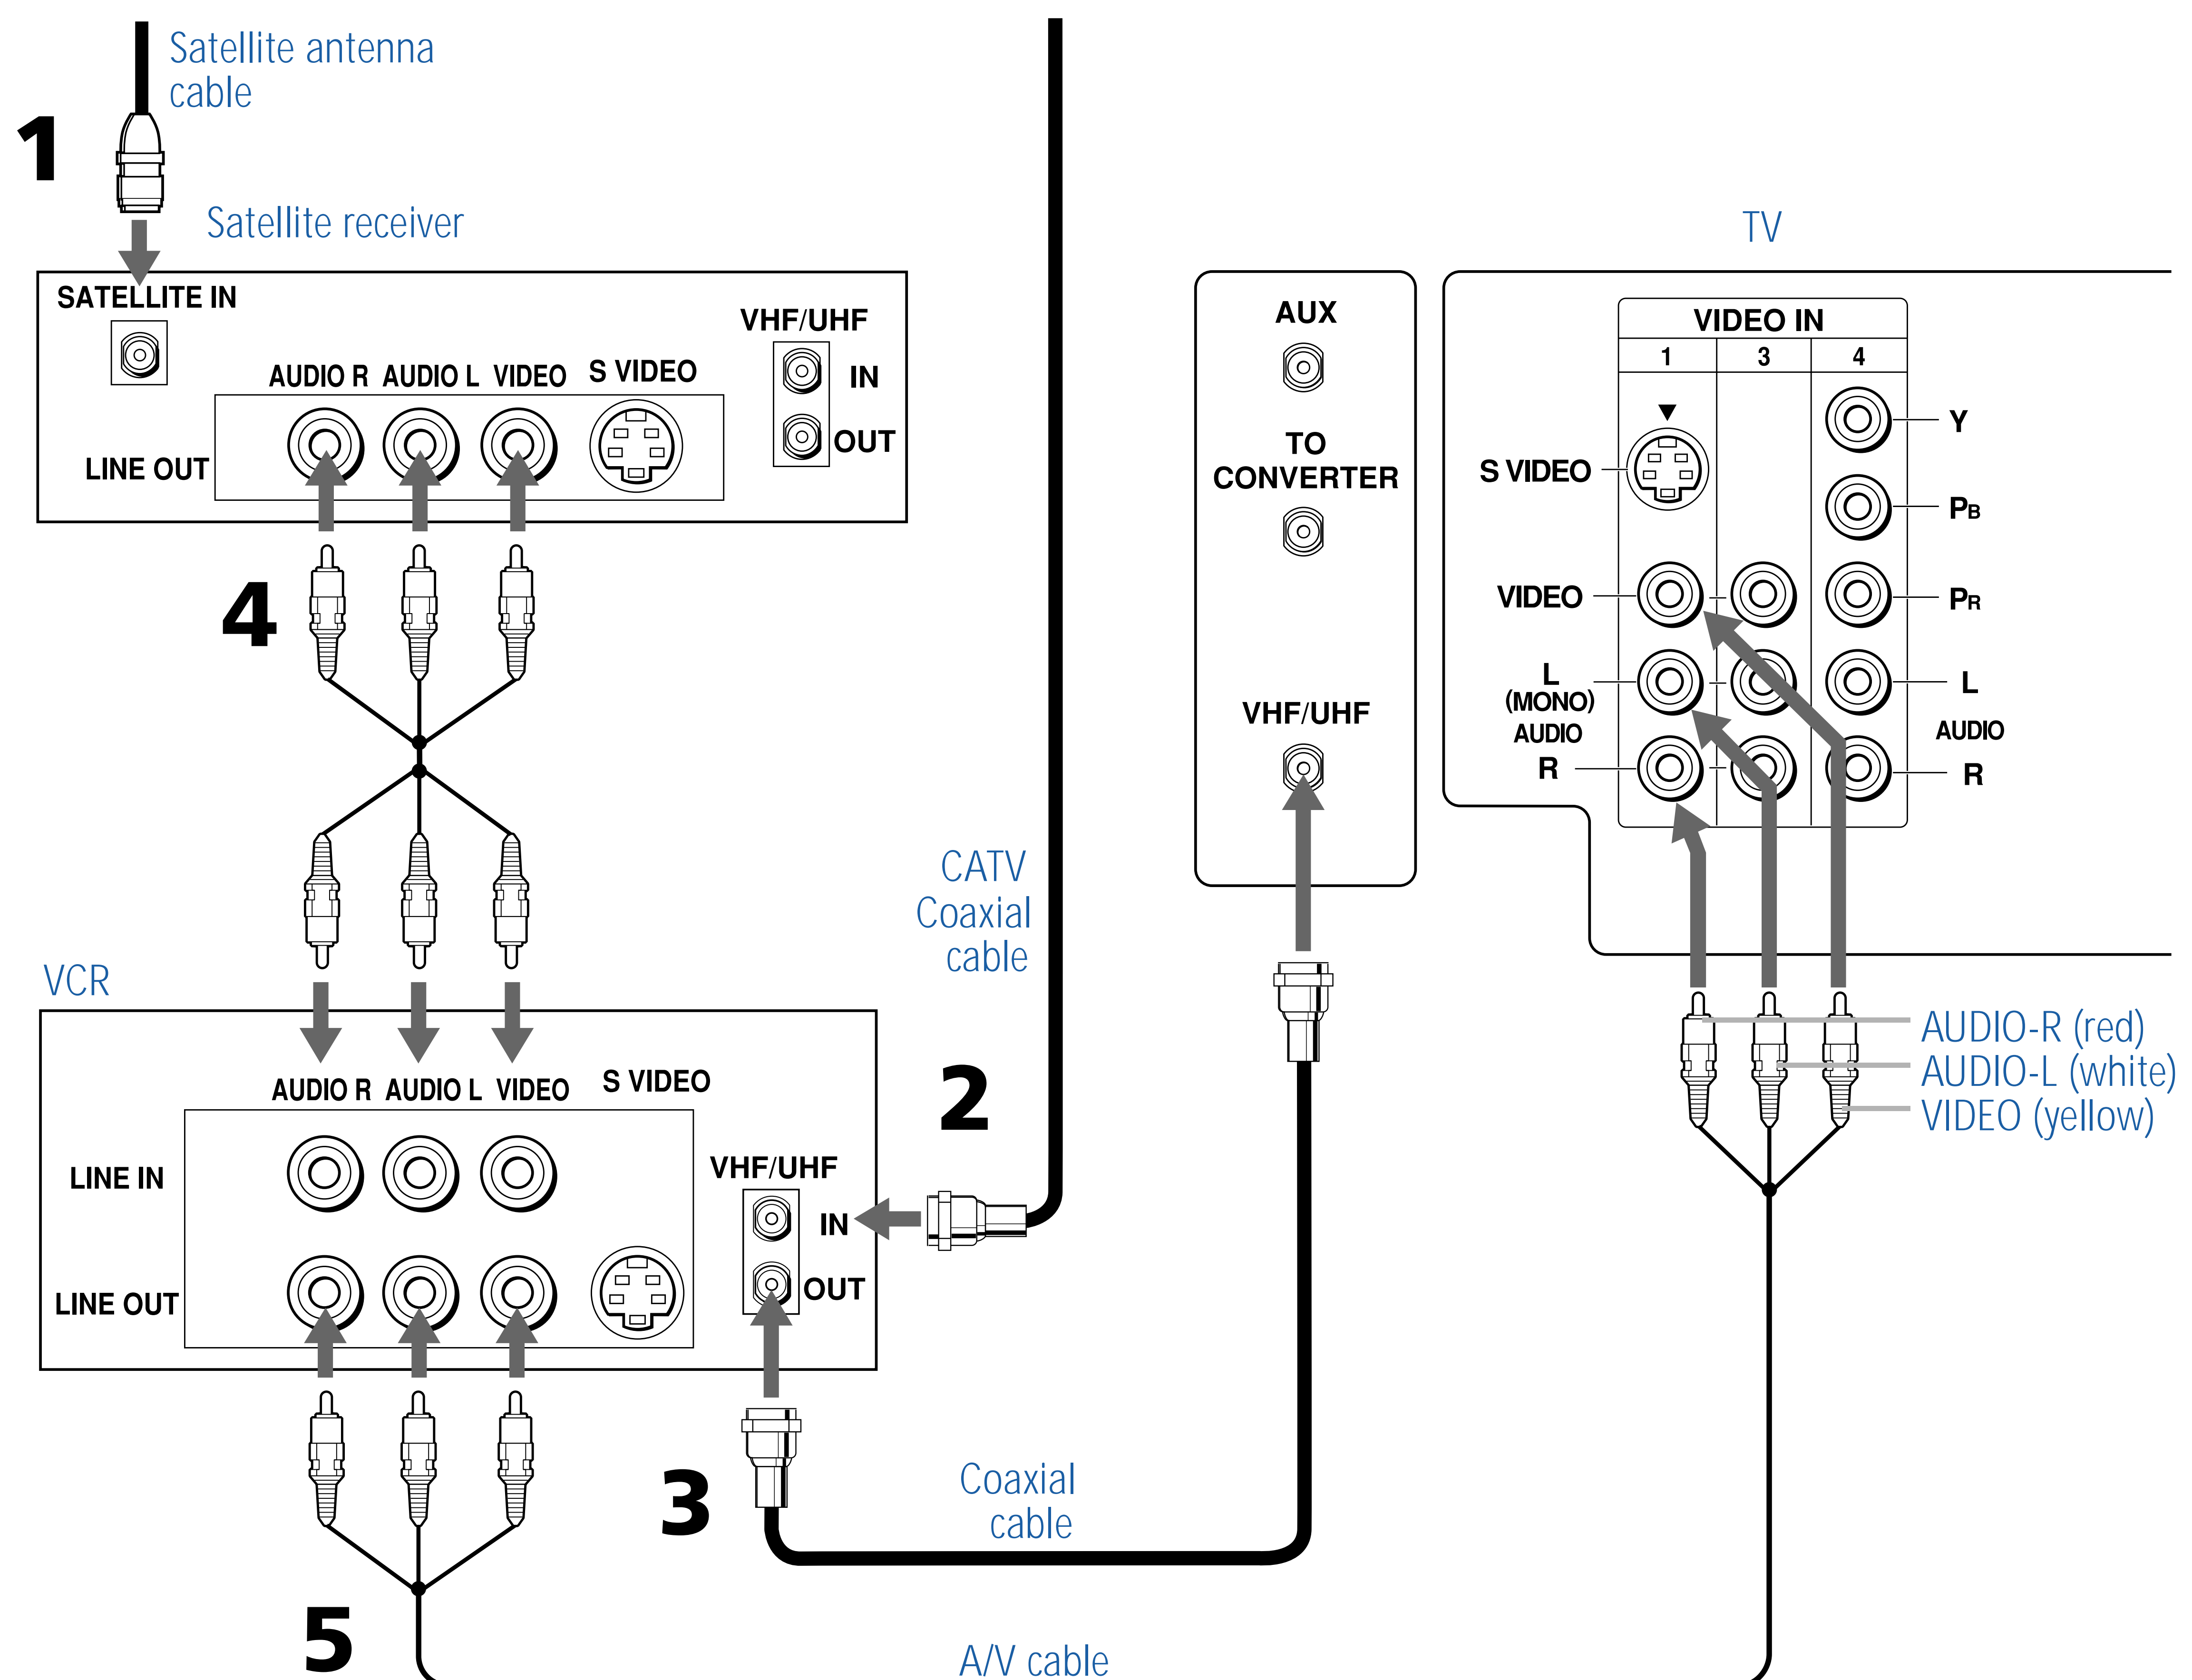 Satellite antenna
cable
1
Satellite receiver
SATELLITE IN
VHF/UHF
AUDIO R AUDIO L VIDEO S VIDEO
IN
OUT
LINE OUT
4
VCR
AUDIO R AUDIO L VIDEO S VIDEO
LINE IN
VHF/UHF
IN
OUT
LINE OUT
2
CATV
Coaxial
cable
3
Coaxial
cable
5
A/V cable
AUX
TO
CONVERTER
VHF/UHF
TV
VIDEO IN
1 3 4
S VIDEO
VIDEO
L
(MONO)
AUDIO
R
Y
PB
PR
L
AUDIO
R
AUDIO-R (red)
AUDIO-L (white)
VIDEO (yellow)